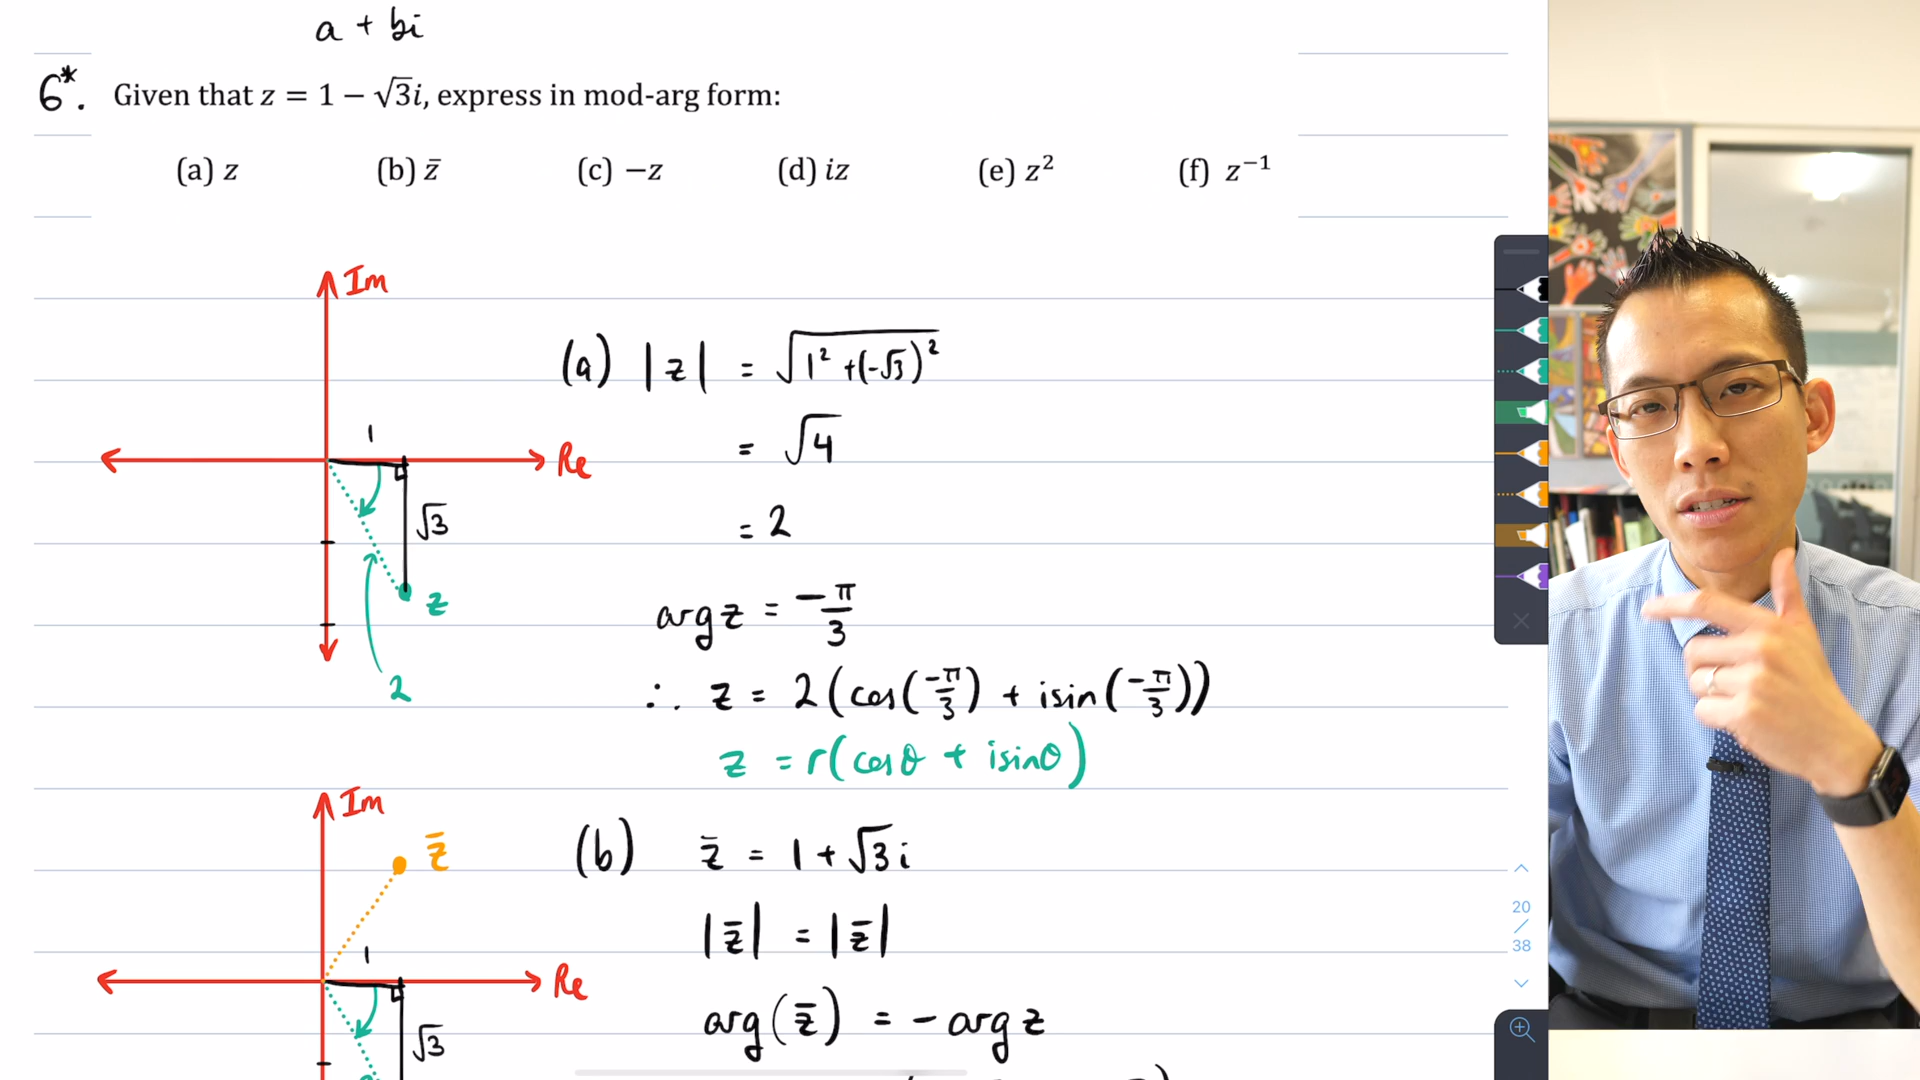 a + bi
6*. Given that z = 1 − √3i, express in mod-arg form:
(a) z (b) z̄ (c) −z (d) iz (e) z² (f) z⁻¹
Im
(a) |z| = √(1² + (-√3)²)
= √4
1
Re
√3
= 2
z
arg z = -π/3
2
∴ z = 2(cos(-π/3) + isin(-π/3))
z = r(cosθ + isinθ)
Im
z̄
(b) z̄ = 1 + √3 i
|z̄| = |z̄|
1
Re
arg(z̄) = - arg z
√3
20
/
38